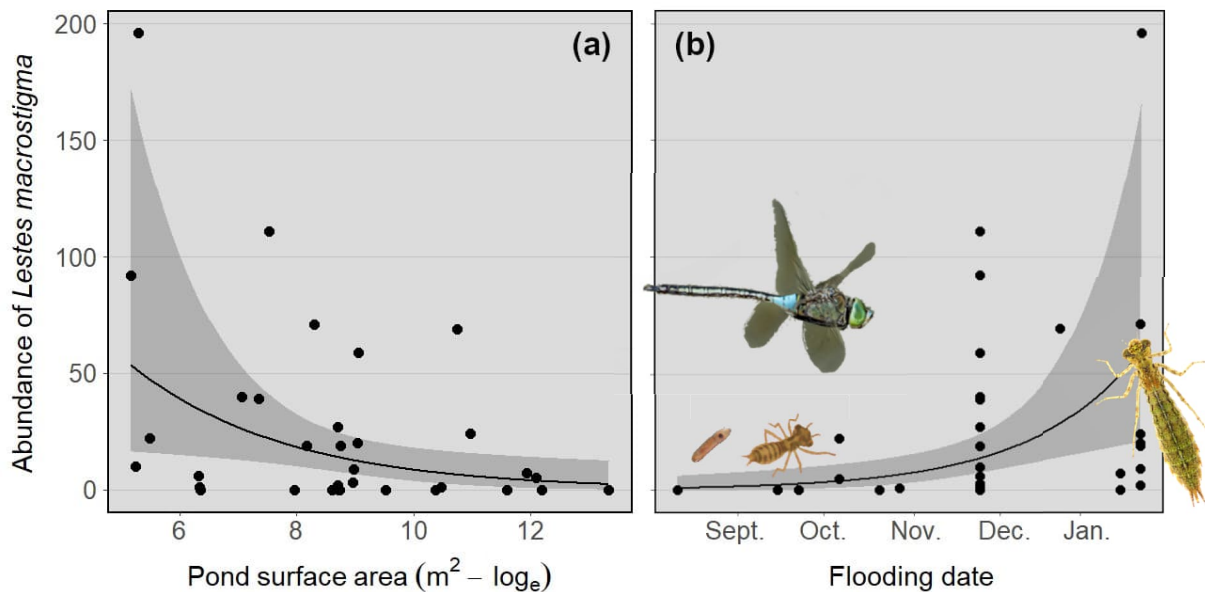 Abundance of Lestes macrostigma
200
150
100
50
0
(a)
(b)
6 8 10 12
Sept. Oct. Nov. Dec. Jan.
Pond surface area (m² − logₑ)
Flooding date